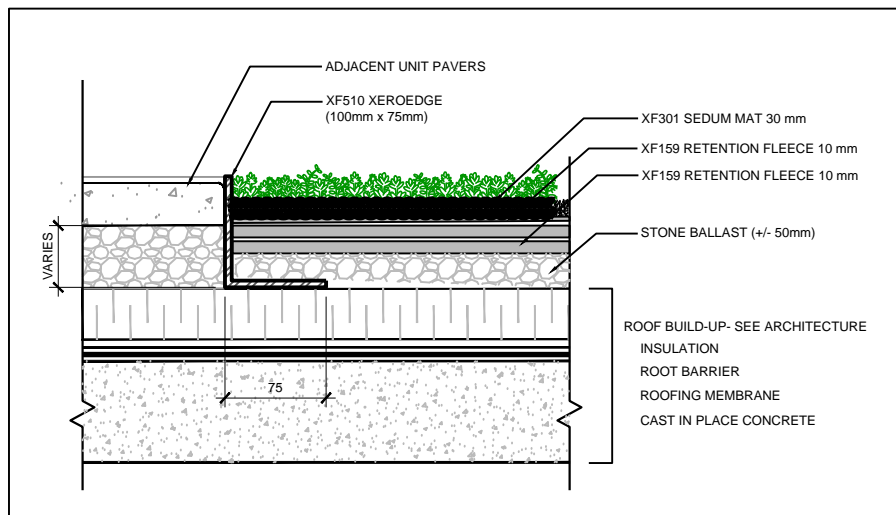 ADJACENT UNIT PAVERS
XF510 XEROEDGE
(100mm x 75mm)
XF301 SEDUM MAT 30 mm
XF159 RETENTION FLEECE 10 mm
XF159 RETENTION FLEECE 10 mm
STONE BALLAST (+/- 50mm)
VARIES
ROOF BUILD-UP- SEE ARCHITECTURE
INSULATION
ROOT BARRIER
ROOFING MEMBRANE
CAST IN PLACE CONCRETE
75